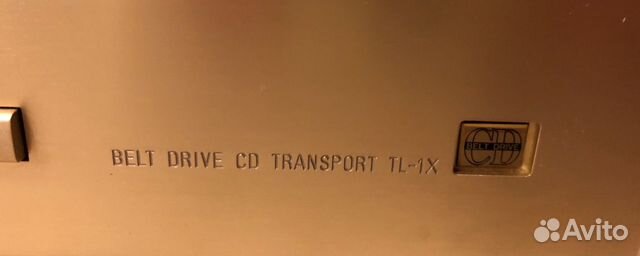 BELT DRIVE CD TRANSPORT TL-1X
CD
BELT DRIVE
Avito